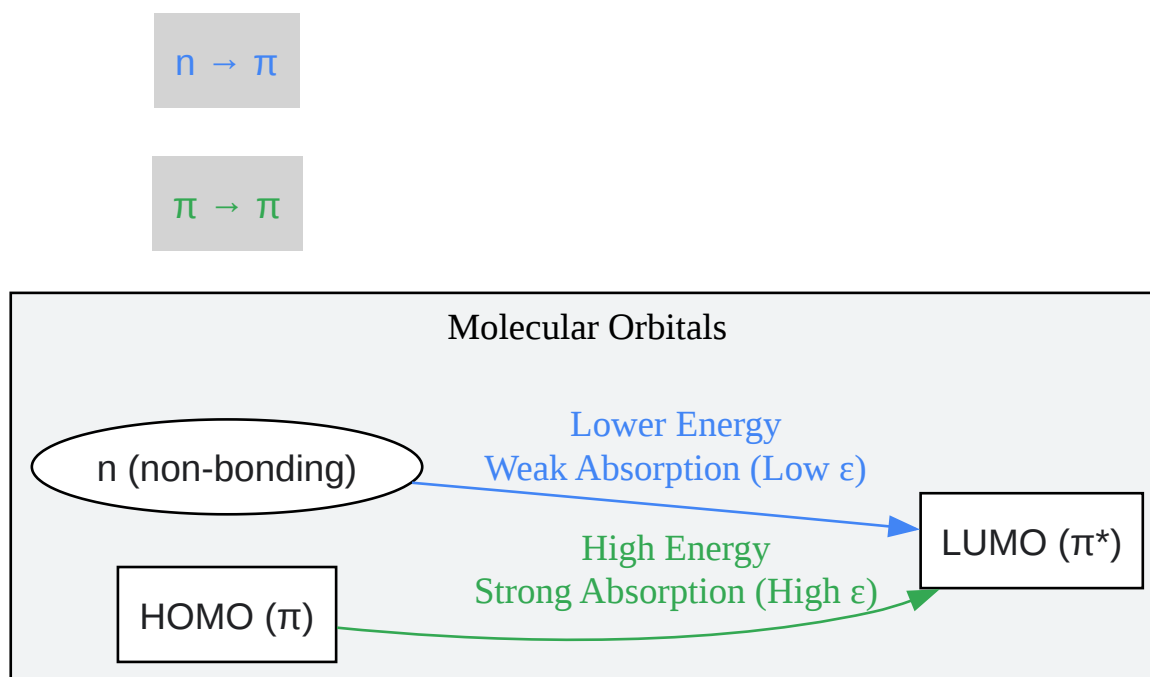 n → π
π → π
Molecular Orbitals
Lower Energy
Weak Absorption (Low ε)
n (non-bonding)
LUMO (π*)
High Energy
Strong Absorption (High ε)
HOMO (π)